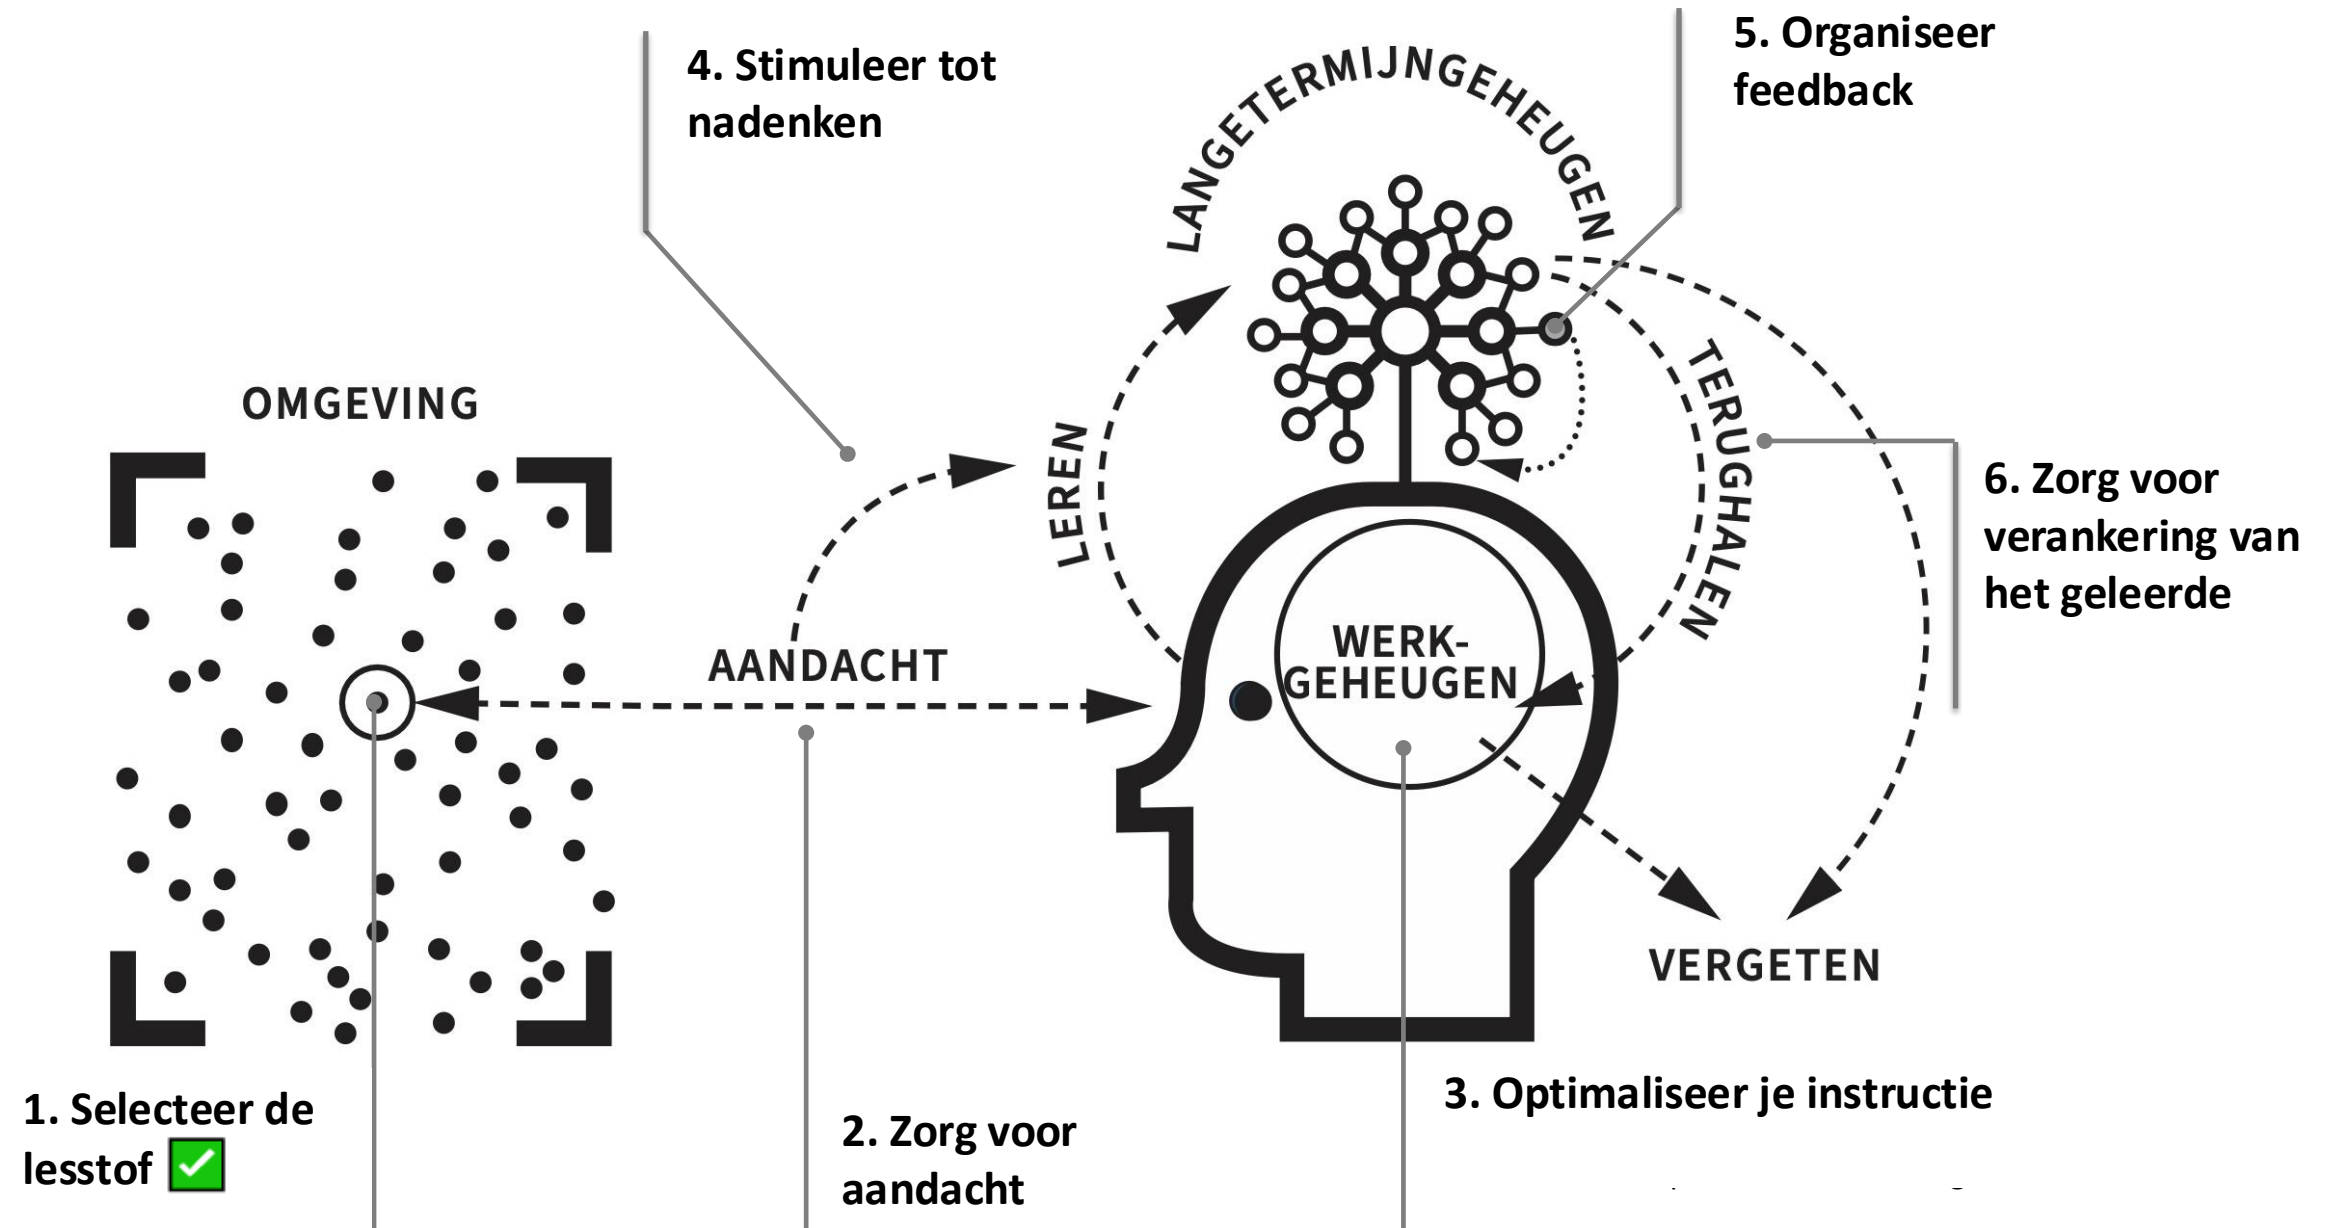 4. Stimuleer tot
nadenken
5. Organiseer
feedback
LANGETERMIJNGEHEUGEN
OMGEVING
LEREN
TERUGHALEN
6. Zorg voor
verankering van
het geleerde
AANDACHT
WERK-
GEHEUGEN
VERGETEN
1. Selecteer de
lesstof ✅
2. Zorg voor
aandacht
3. Optimaliseer je instructie